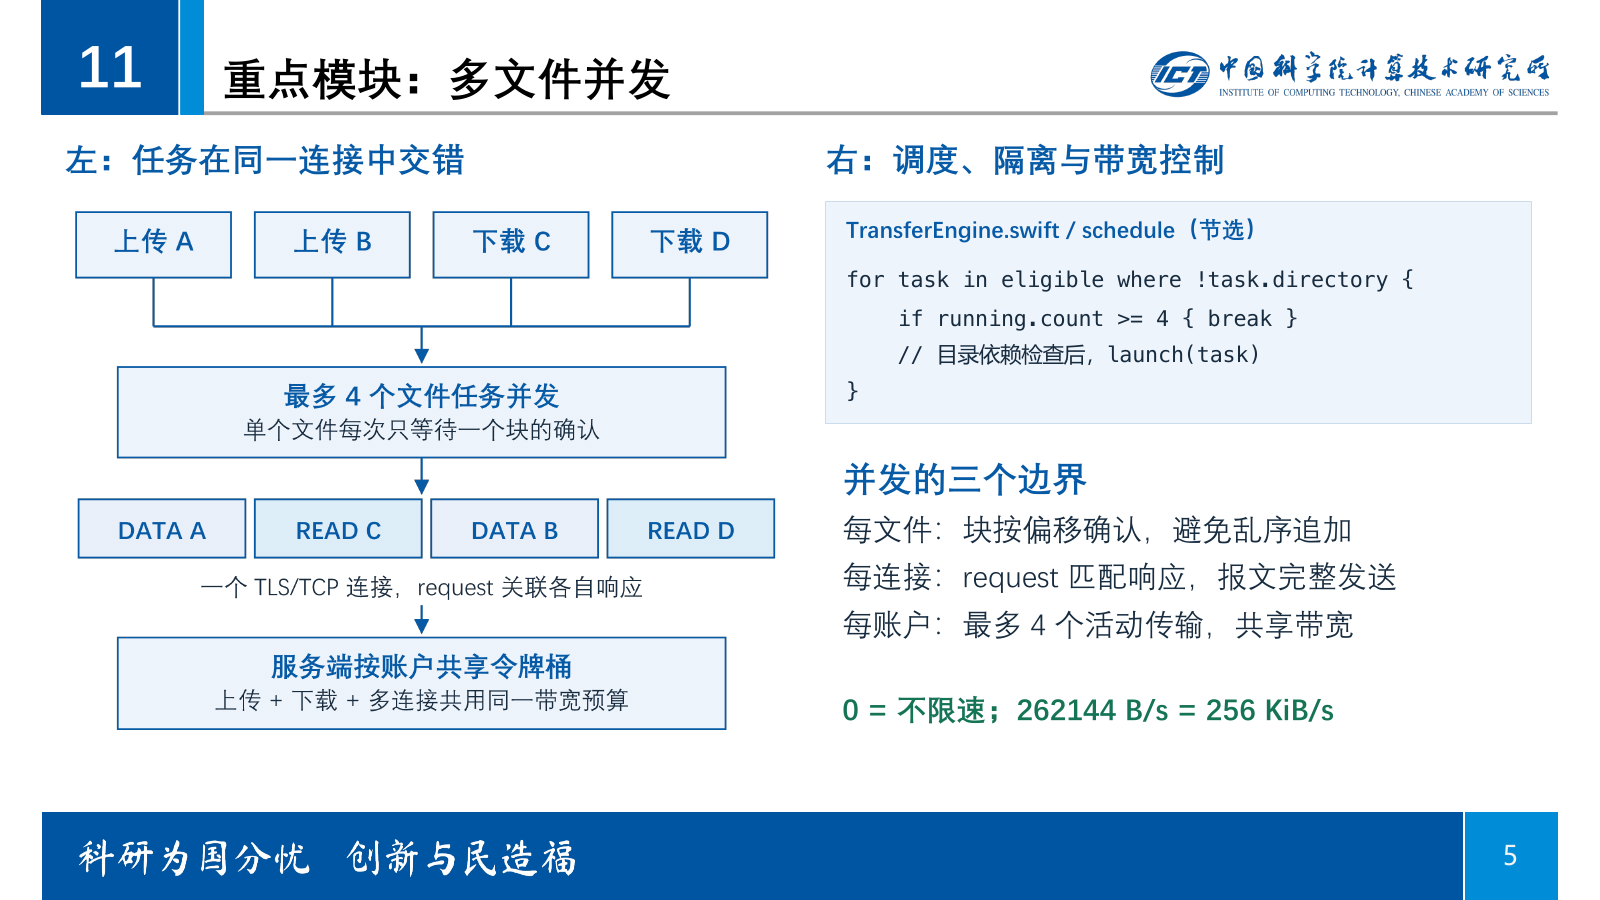 11
重点模块：多文件并发
ICT 中国科学院计算技术研究所
INSTITUTE OF COMPUTING TECHNOLOGY, CHINESE ACADEMY OF SCIENCES
左：任务在同一连接中交错
上传 A
上传 B
下载 C
下载 D
最多 4 个文件任务并发
单个文件每次只等待一个块的确认
DATA A
READ C
DATA B
READ D
一个 TLS/TCP 连接，request 关联各自响应
服务端按账户共享令牌桶
上传 + 下载 + 多连接共用同一带宽预算
右：调度、隔离与带宽控制
TransferEngine.swift / schedule（节选）
for task in eligible where !task.directory {
    if running.count >= 4 { break }
    // 目录依赖检查后，launch(task)
}
并发的三个边界
每文件：块按偏移确认，避免乱序追加
每连接：request 匹配响应，报文完整发送
每账户：最多 4 个活动传输，共享带宽
0 = 不限速；262144 B/s = 256 KiB/s
科研为国分忧 创新与民造福
5